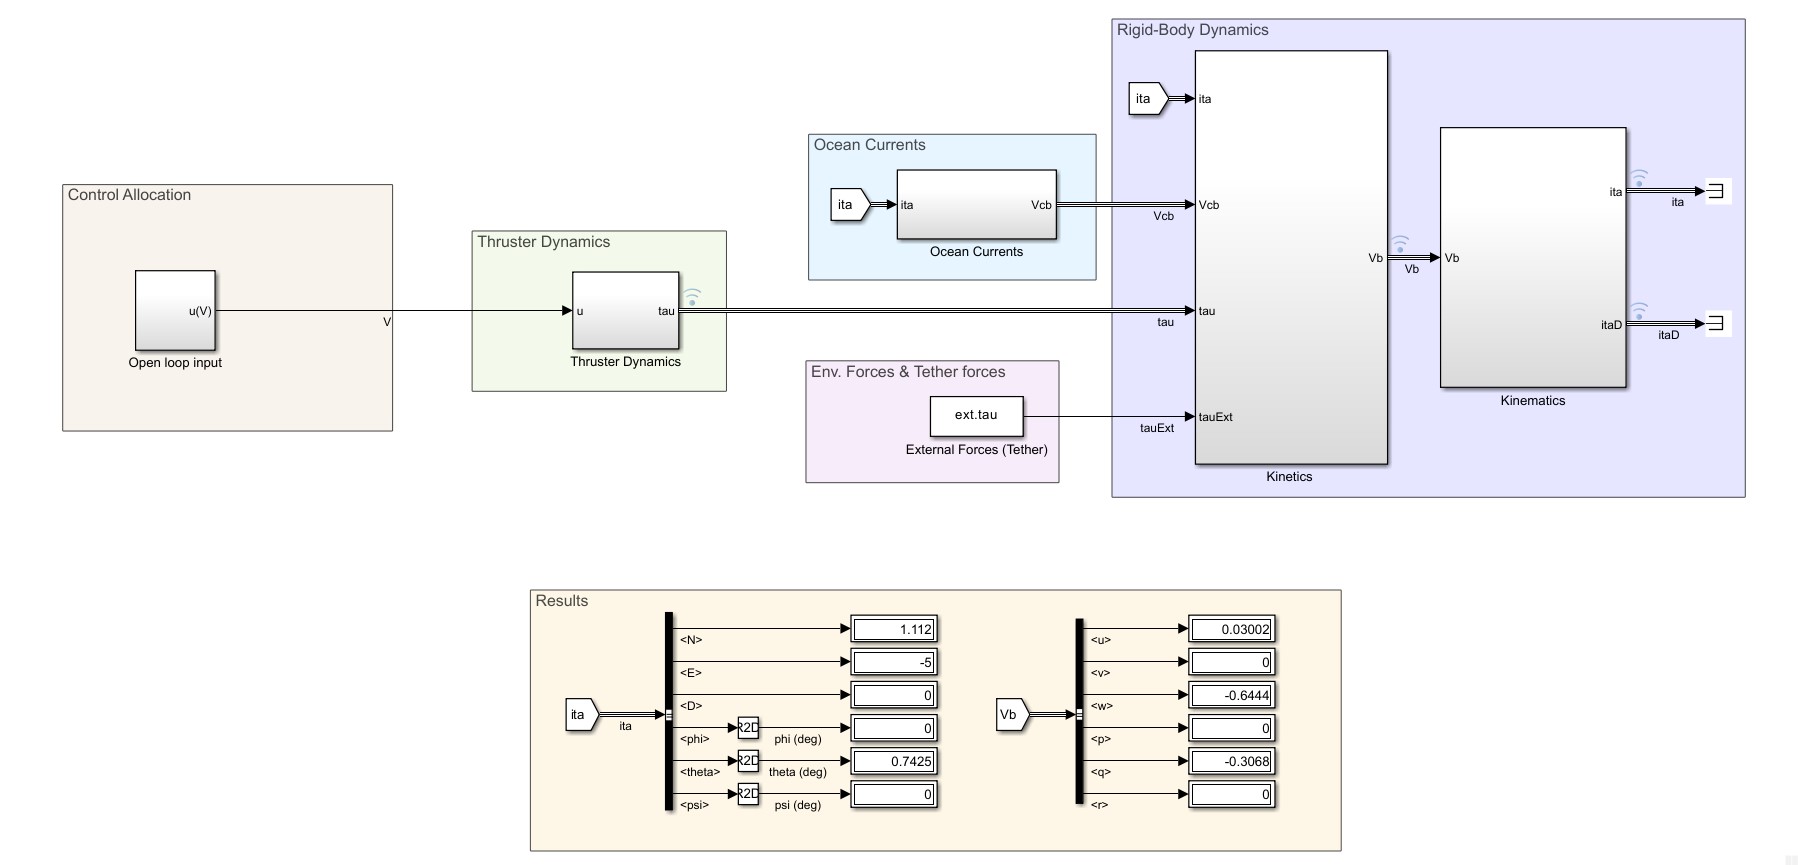 Rigid-Body Dynamics
ita
ita
Ocean Currents
ita
ita
Vcb
Vcb
Vcb
Ocean Currents
Control Allocation
u(V)
V
Open loop input
Thruster Dynamics
u
tau
tau
tau
Thruster Dynamics
Env. Forces & Tether forces
ext.tau
tauExt
tauExt
External Forces (Tether)
Vb
Vb
Kinetics
Vb
ita
ita
itaD
itaD
Kinematics
Results
ita
ita
<N>
1.112
<E>
-5
<D>
0
<phi>
R2D
phi (deg)
0
<theta>
R2D
theta (deg)
0.7425
<psi>
R2D
psi (deg)
0
Vb
<u>
0.03002
<v>
0
<w>
-0.6444
<p>
0
<q>
-0.3068
<r>
0